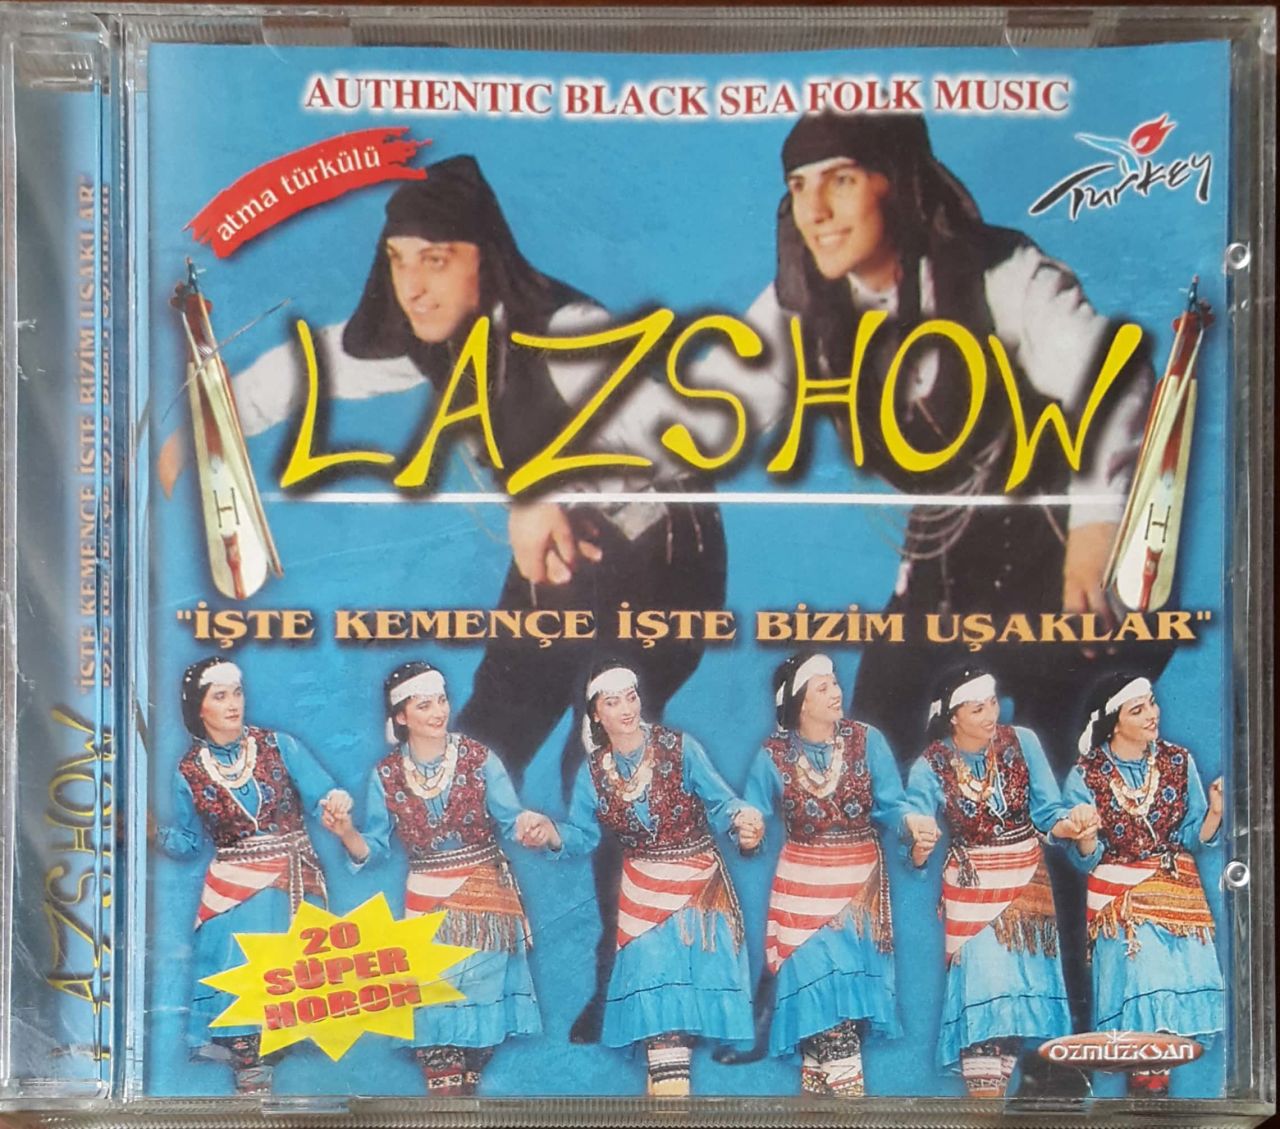 AUTHENTIC BLACK SEA FOLK MUSIC
atma türkülü
Turkey
LAZSHOW
H
H
"İŞTE KEMENÇE İŞTE BİZİM UŞAKLAR"
20
SÜPER
HORON
ÖZMÜZİKSAN
LAZSHOW "İŞTE KEMENÇE İŞTE BİZİM UŞAKLAR"